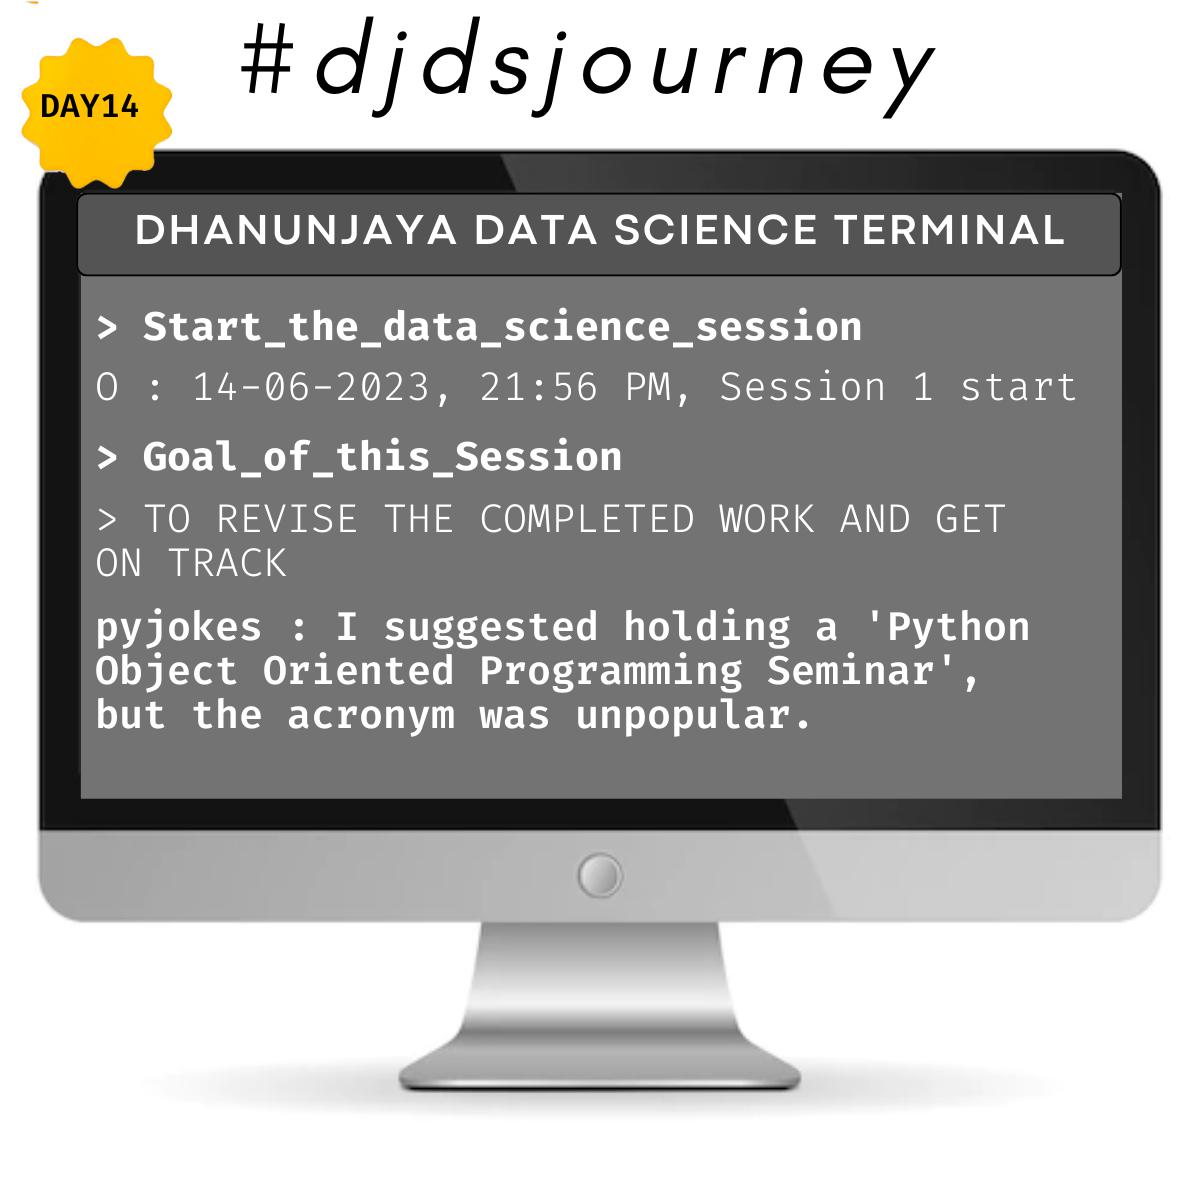 #djdsjourney
DAY14
DHANUNJAYA DATA SCIENCE TERMINAL
> Start_the_data_science_session
O : 14-06-2023, 21:56 PM, Session 1 start
> Goal_of_this_Session
> TO REVISE THE COMPLETED WORK AND GET
ON TRACK
pyjokes : I suggested holding a 'Python
Object Oriented Programming Seminar',
but the acronym was unpopular.